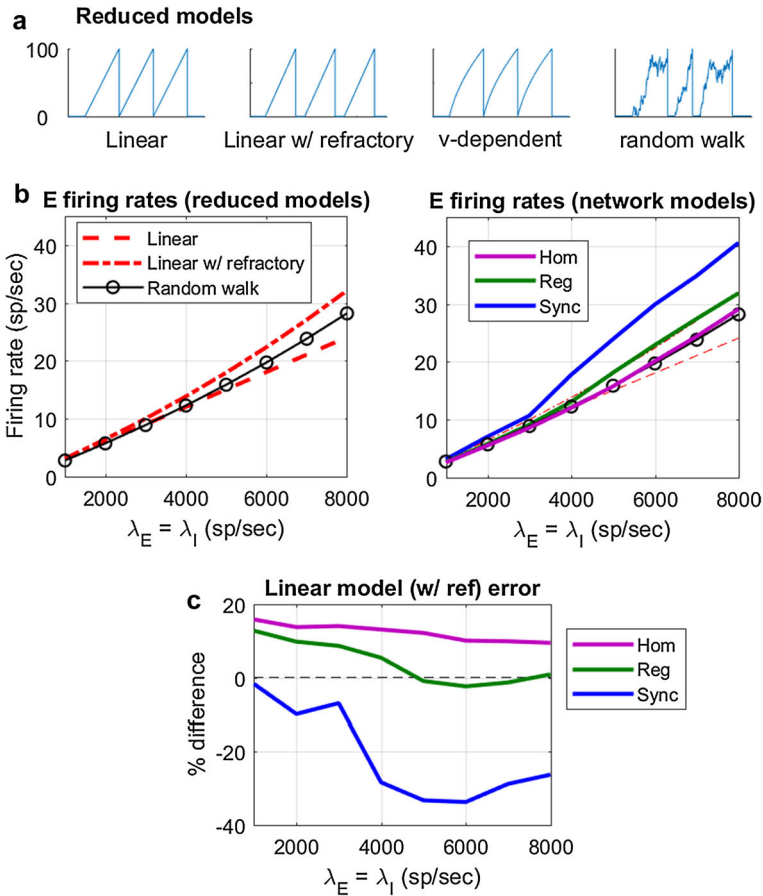 a Reduced models
100
0
Linear
Linear w/ refractory
v-dependent
random walk
b E firing rates (reduced models)
Firing rate (sp/sec)
40
30
20
10
0
Linear
Linear w/ refractory
Random walk
2000 4000 6000 8000
λE = λI (sp/sec)
E firing rates (network models)
40
30
20
10
0
Hom
Reg
Sync
2000 4000 6000 8000
λE = λI (sp/sec)
c Linear model (w/ ref) error
% difference
20
0
-20
-40
2000 4000 6000 8000
λE = λI (sp/sec)
Hom
Reg
Sync